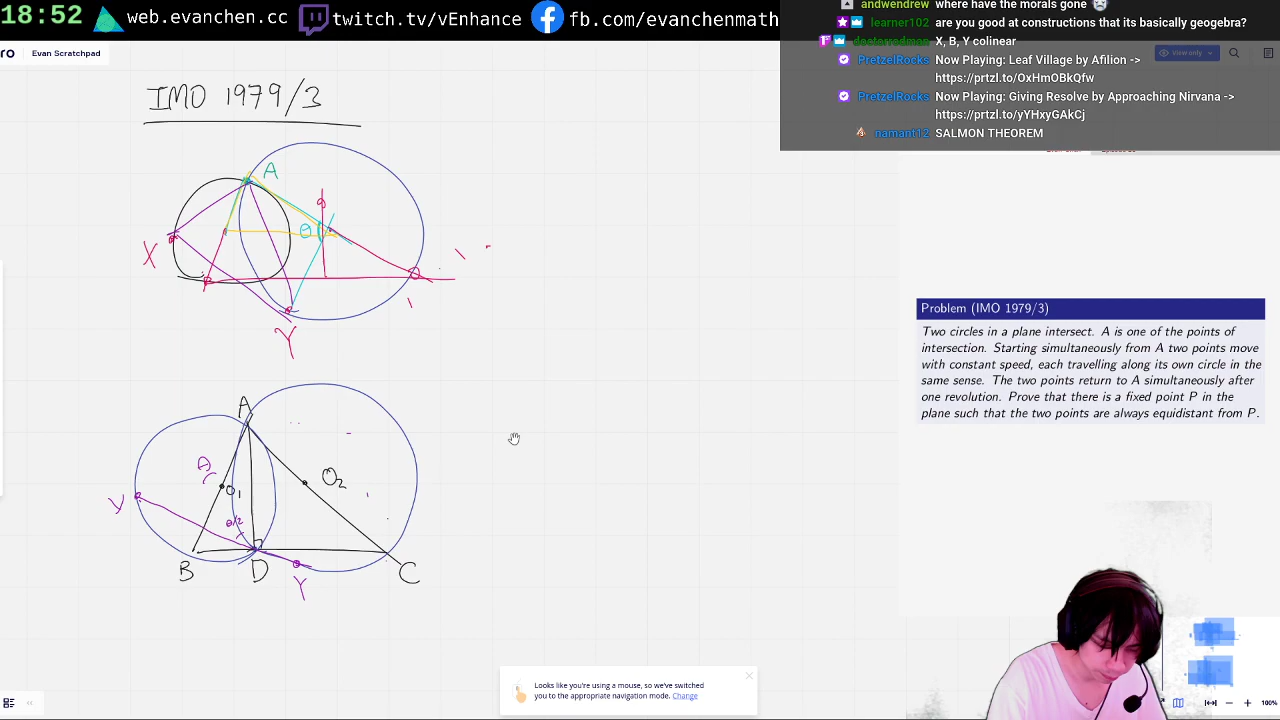 18:52
web.evanchen.cc
twitch.tv/vEnhance
fb.com/evanchenmath
andwendrew where have the morals gone
learner102 are you good at constructions that its basically geogebra?
X, B, Y colinear
PretzelRocks Now Playing: Leaf Village by Afilion ->
https://prtzl.to/OxHmOBkQfw
PretzelRocks Now Playing: Giving Resolve by Approaching Nirvana ->
https://prtzl.to/yYHxyGAkCj
namant12 SALMON THEOREM
ro
Evan Scratchpad
View only
IMO 1979/3
A
θ
X
Y
A
θ
O1
O2
Y
θ/2
B
D
C
Y
Problem (IMO 1979/3)
Two circles in a plane intersect. A is one of the points of
intersection. Starting simultaneously from A two points move
with constant speed, each travelling along its own circle in the
same sense. The two points return to A simultaneously after
one revolution. Prove that there is a fixed point P in the
plane such that the two points are always equidistant from P.
Looks like you're using a mouse, so we've switched
you to the appropriate navigation mode. Change
100%